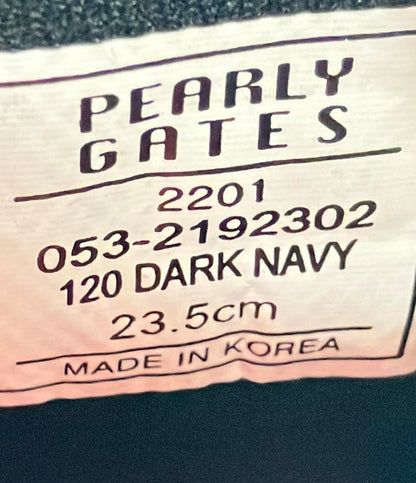 PEARLY
GATES
2201
053-2192302
120 DARK NAVY
23.5cm
MADE IN KOREA